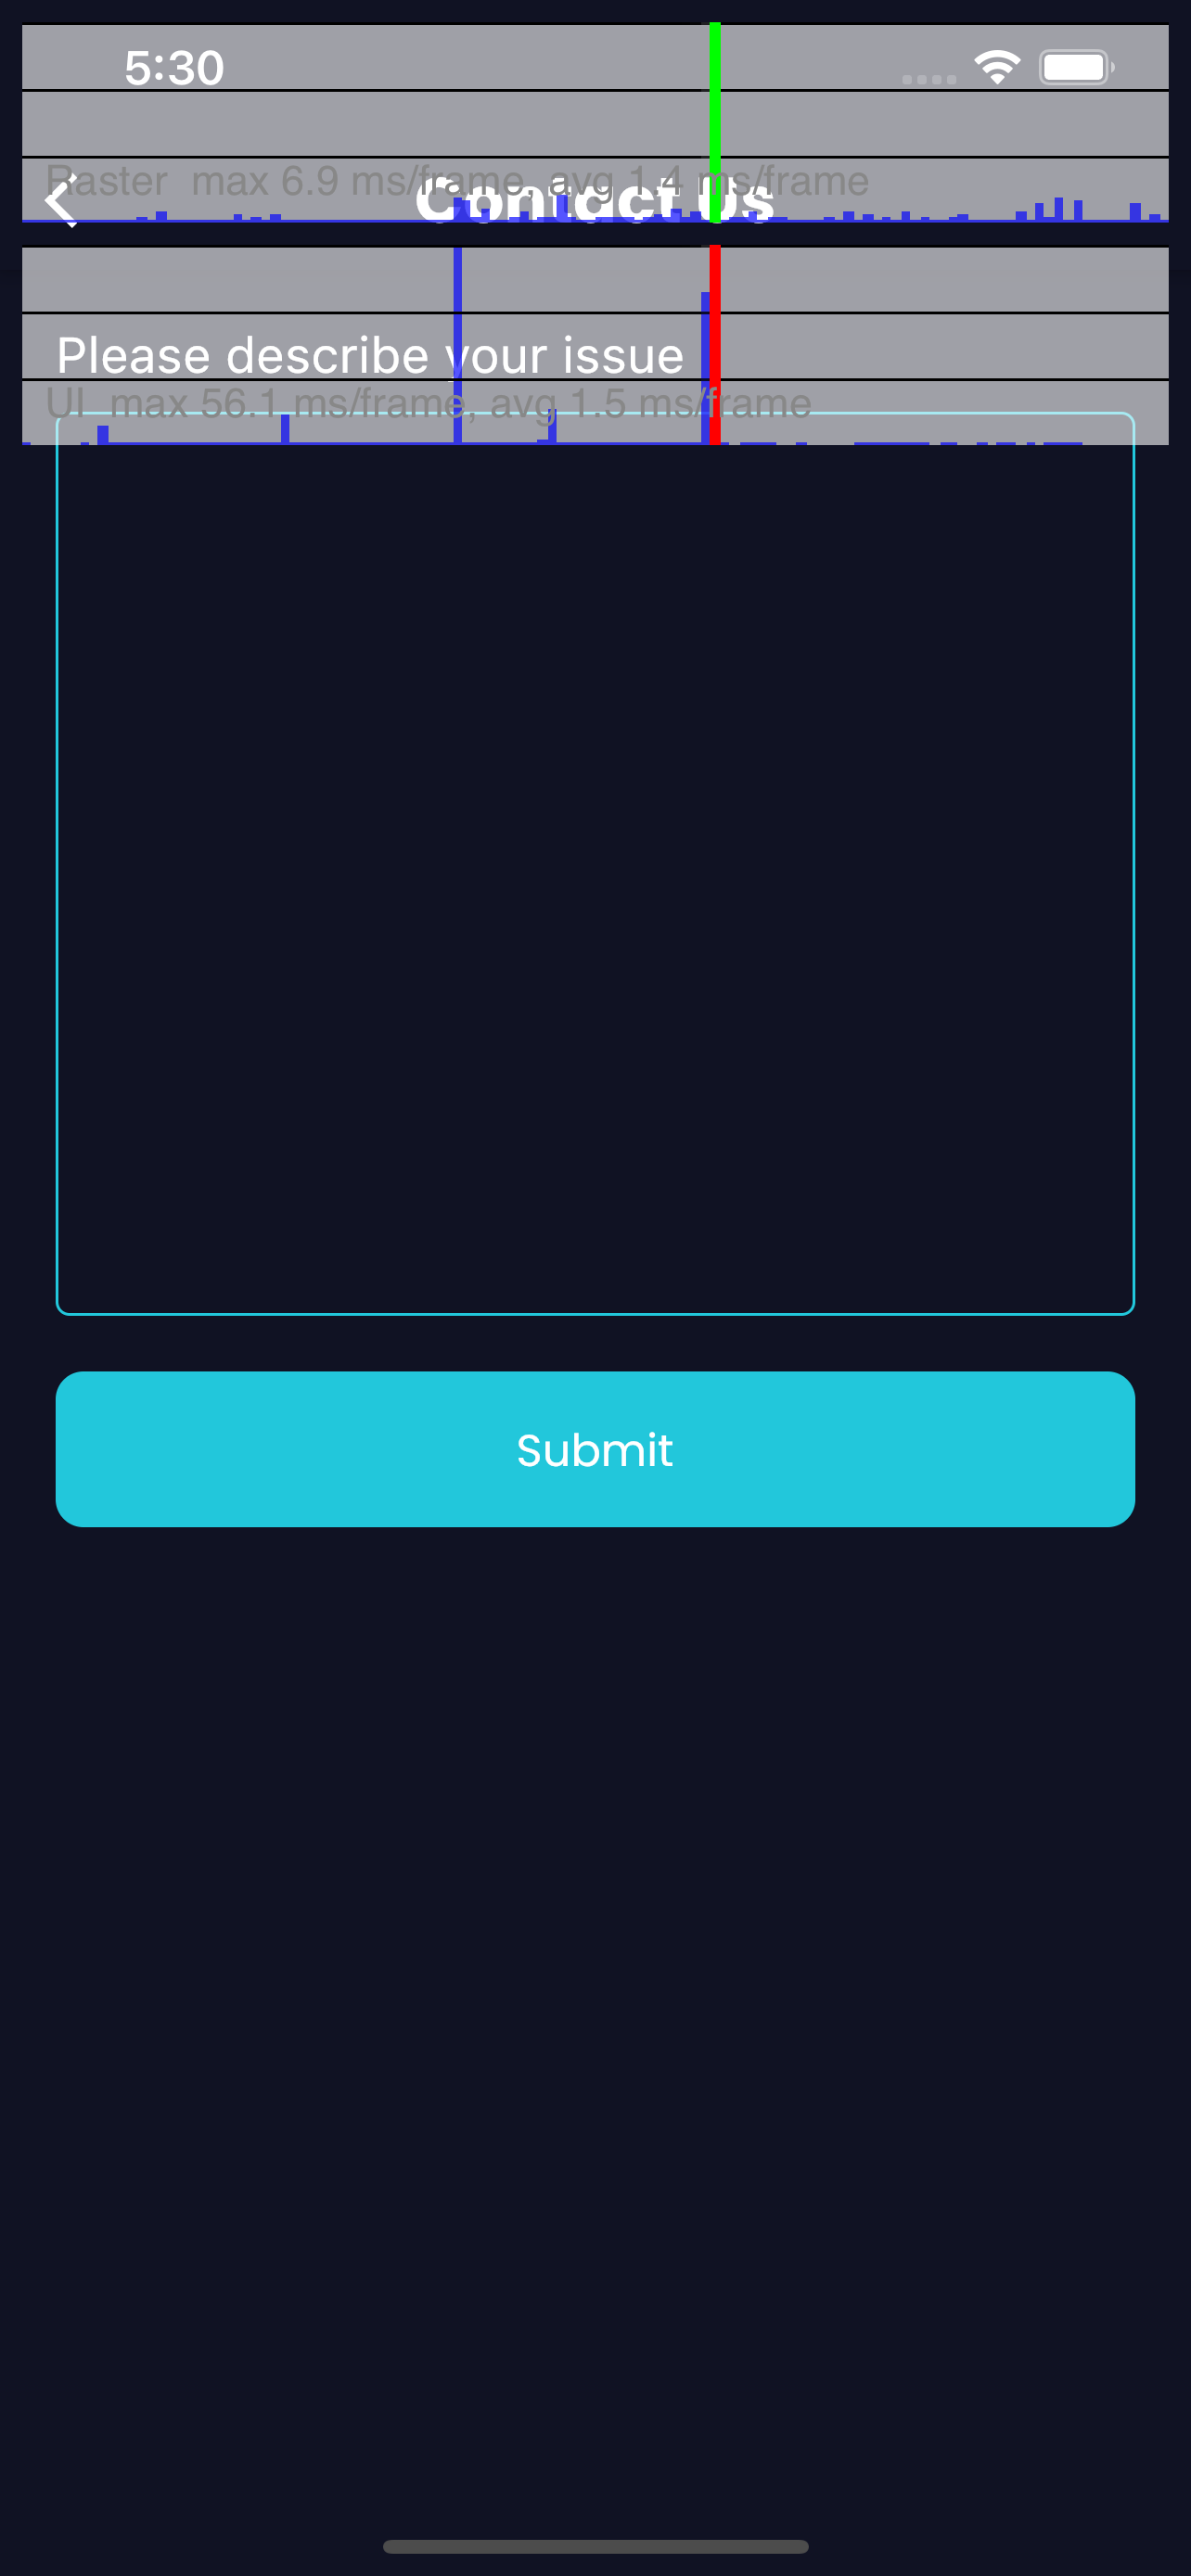 5:30
Raster max 6.9 ms/frame, avg 1.4 ms/frame
Contact Us
Please describe your issue
UI max 56.1 ms/frame, avg 1.5 ms/frame
Submit